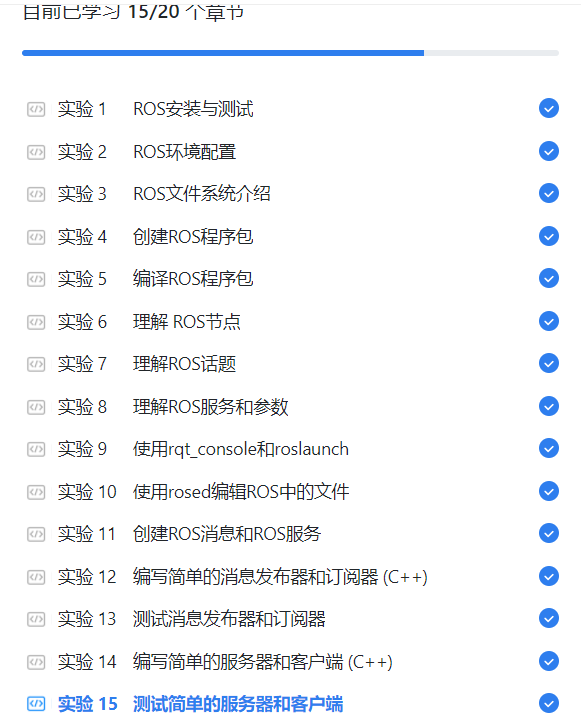 目前已学习 15/20 个章节
实验 1 ROS安装与测试
实验 2 ROS环境配置
实验 3 ROS文件系统介绍
实验 4 创建ROS程序包
实验 5 编译ROS程序包
实验 6 理解 ROS节点
实验 7 理解ROS话题
实验 8 理解ROS服务和参数
实验 9 使用rqt_console和roslaunch
实验 10 使用rosed编辑ROS中的文件
实验 11 创建ROS消息和ROS服务
实验 12 编写简单的消息发布器和订阅器 (C++)
实验 13 测试消息发布器和订阅器
实验 14 编写简单的服务器和客户端 (C++)
实验 15 测试简单的服务器和客户端